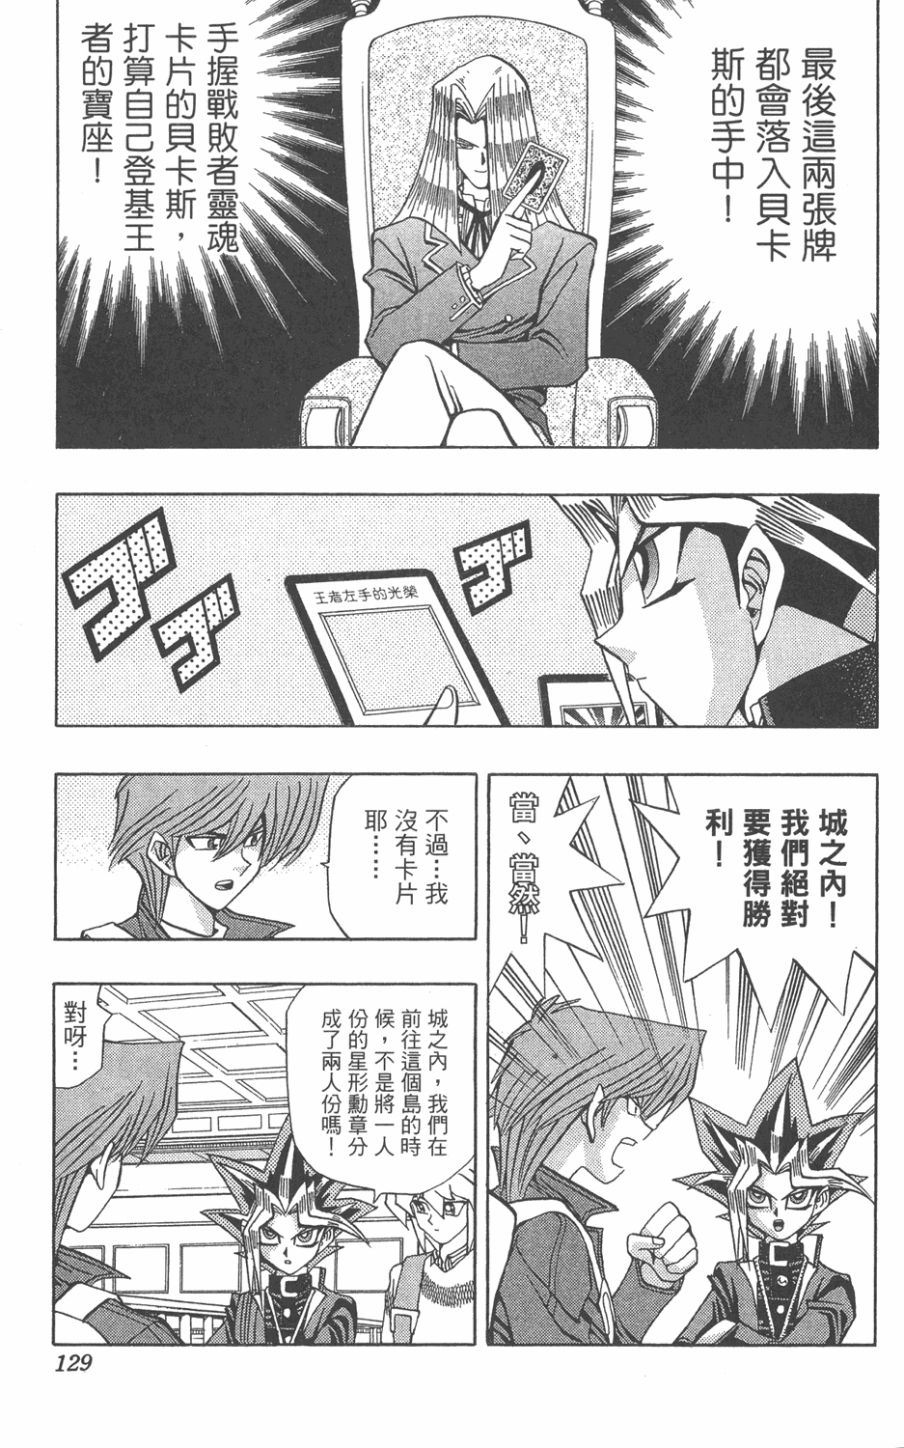 最後這兩張牌
都會落入貝卡
斯的手中！
手握戰敗者靈魂
卡片的貝卡斯，
打算自己登基王
者的寶座！
ゴ
ゴ
ゴ
王者左手的光榮
城之內！
我們絕對
要獲得勝
利！
當、當然！
不過…我
沒有卡片
耶……
城之內，我們在
前往這個島的時
候，不是將一人
份的星形勳章分
成了兩人份嗎！
對呀…
129